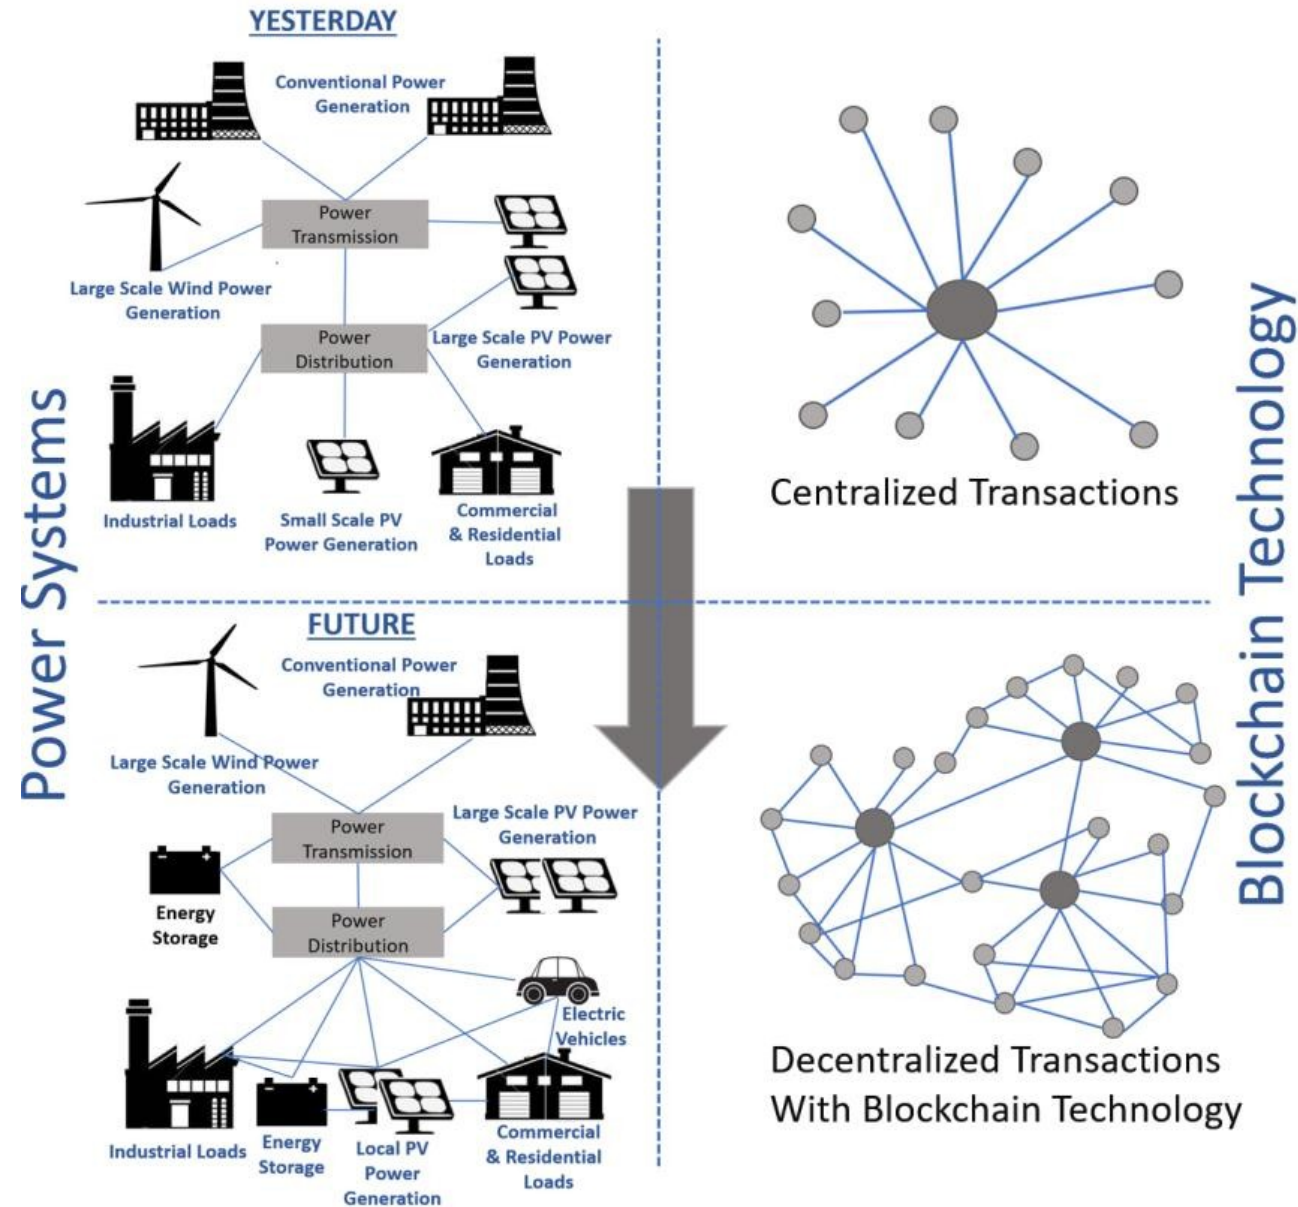 YESTERDAY
Conventional Power
Generation
Power
Transmission
Large Scale Wind Power
Generation
Power
Distribution
Large Scale PV Power
Generation
Industrial Loads
Small Scale PV
Power Generation
Commercial
& Residential
Loads
Centralized Transactions
Power Systems
Blockchain Technology
FUTURE
Conventional Power
Generation
Large Scale Wind Power
Generation
Power
Transmission
Large Scale PV Power
Generation
Energy
Storage
Power
Distribution
Electric
Vehicles
Industrial Loads
Energy
Storage
Local PV
Power
Generation
Commercial
& Residential
Loads
Decentralized Transactions
With Blockchain Technology